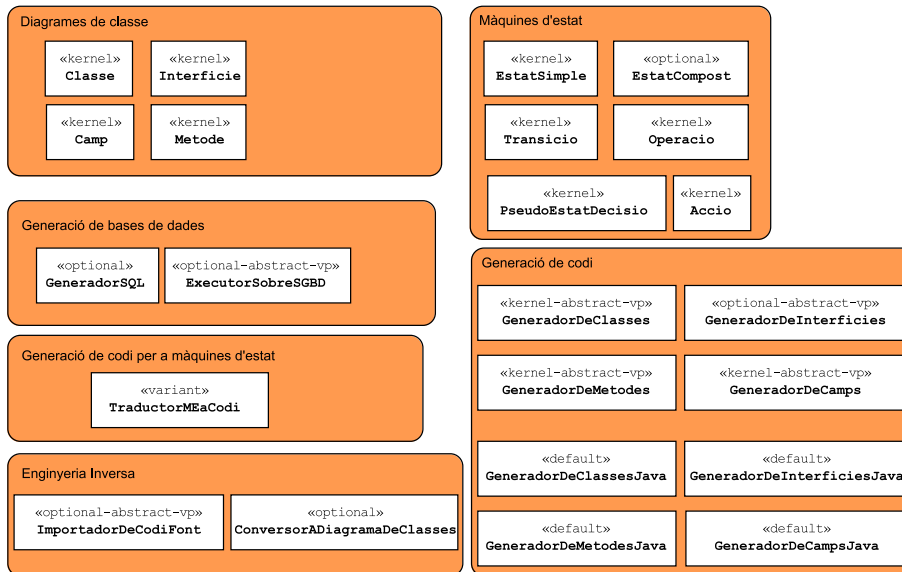 Diagrames de classe
«kernel»
Classe
«kernel»
Interficie
«kernel»
Camp
«kernel»
Metode
Màquines d'estat
«kernel»
EstatSimple
«optional»
EstatCompost
«kernel»
Transicio
«kernel»
Operacio
«kernel»
PseudoEstatDecisio
«kernel»
Accio
Generació de bases de dades
«optional»
GeneradorSQL
«optional-abstract-vp»
ExecutorSobreSGBD
Generació de codi per a màquines d'estat
«variant»
TraductorMEaCodi
Enginyeria Inversa
«optional-abstract-vp»
ImportadorDeCodiFont
«optional»
ConversorADiagramaDeClasses
Generació de codi
«kernel-abstract-vp»
GeneradorDeClasses
«optional-abstract-vp»
GeneradorDeInterficies
«kernel-abstract-vp»
GeneradorDeMetodes
«kernel-abstract-vp»
GeneradorDeCamps
«default»
GeneradorDeClassesJava
«default»
GeneradorDeInterficiesJava
«default»
GeneradorDeMetodesJava
«default»
GeneradorDeCampsJava